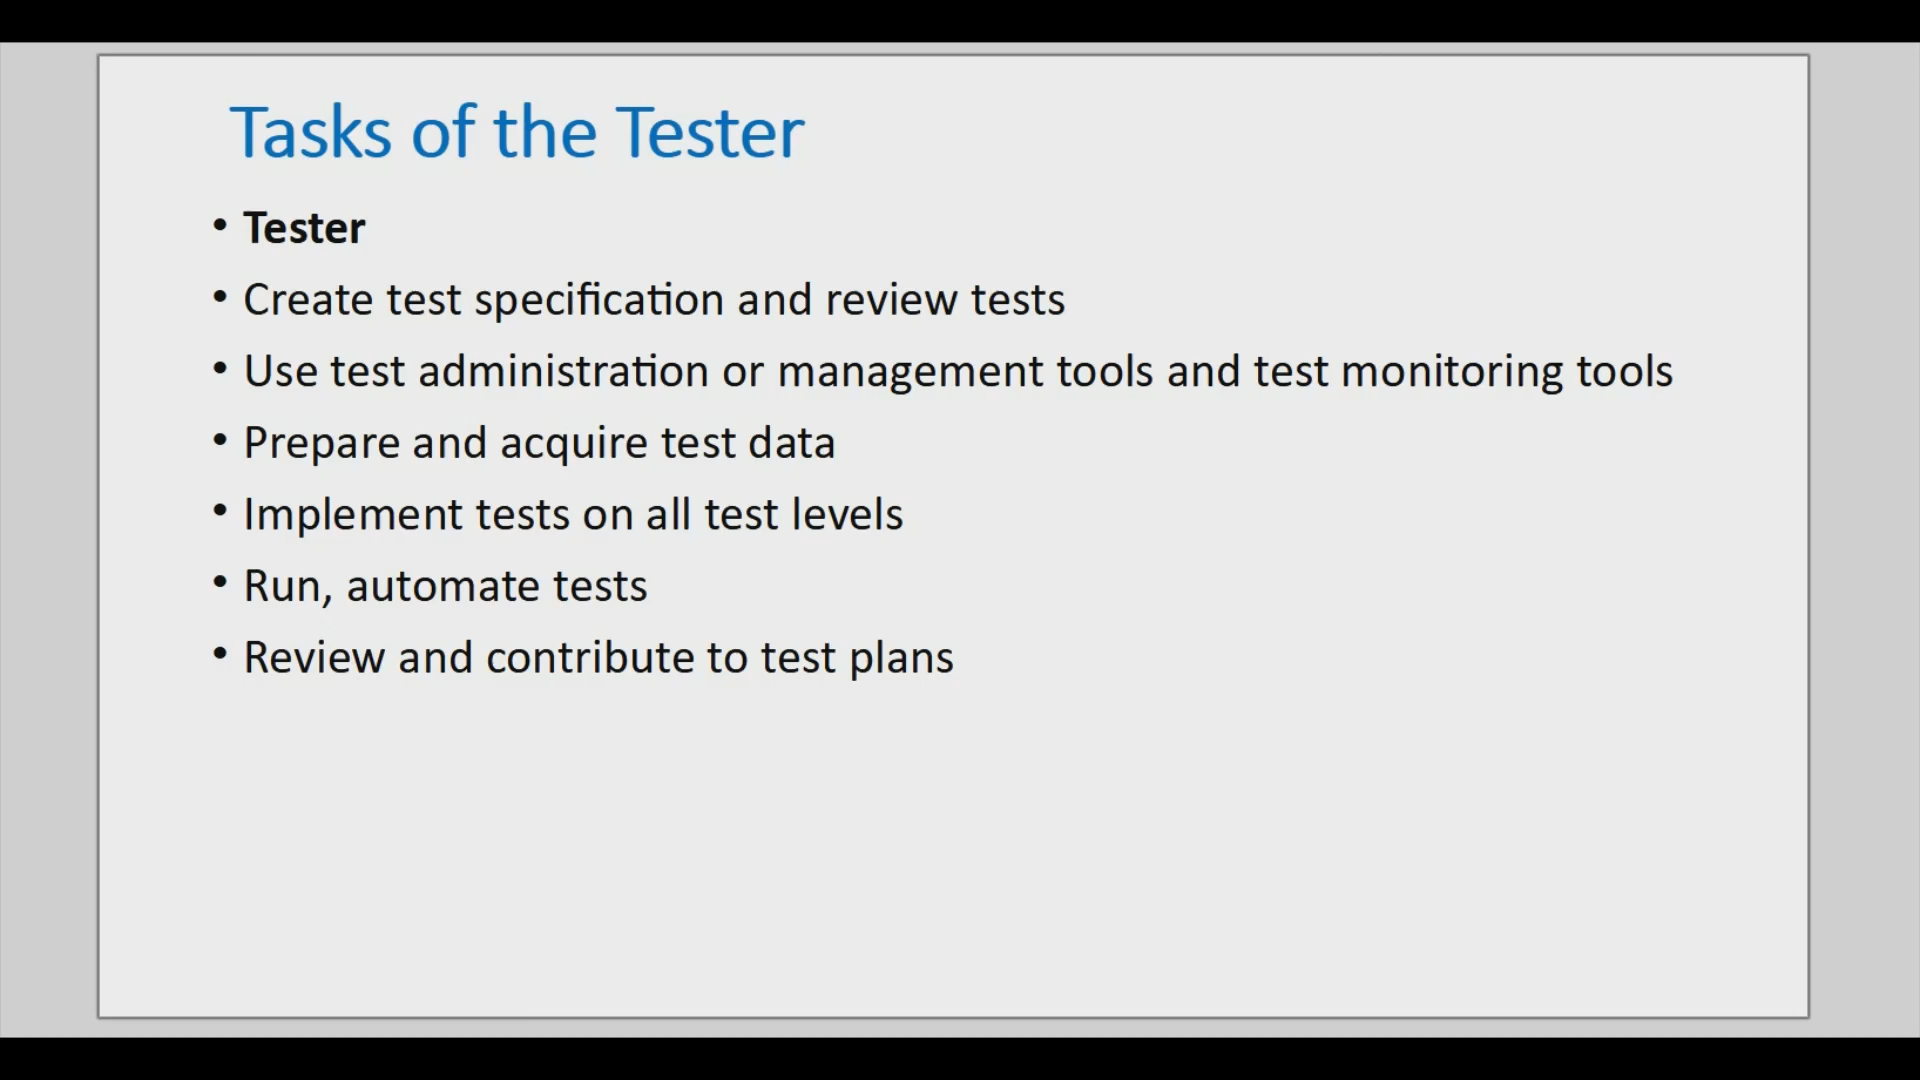 Tasks of the Tester
• Tester
• Create test specification and review tests
• Use test administration or management tools and test monitoring tools
• Prepare and acquire test data
• Implement tests on all test levels
• Run, automate tests
• Review and contribute to test plans